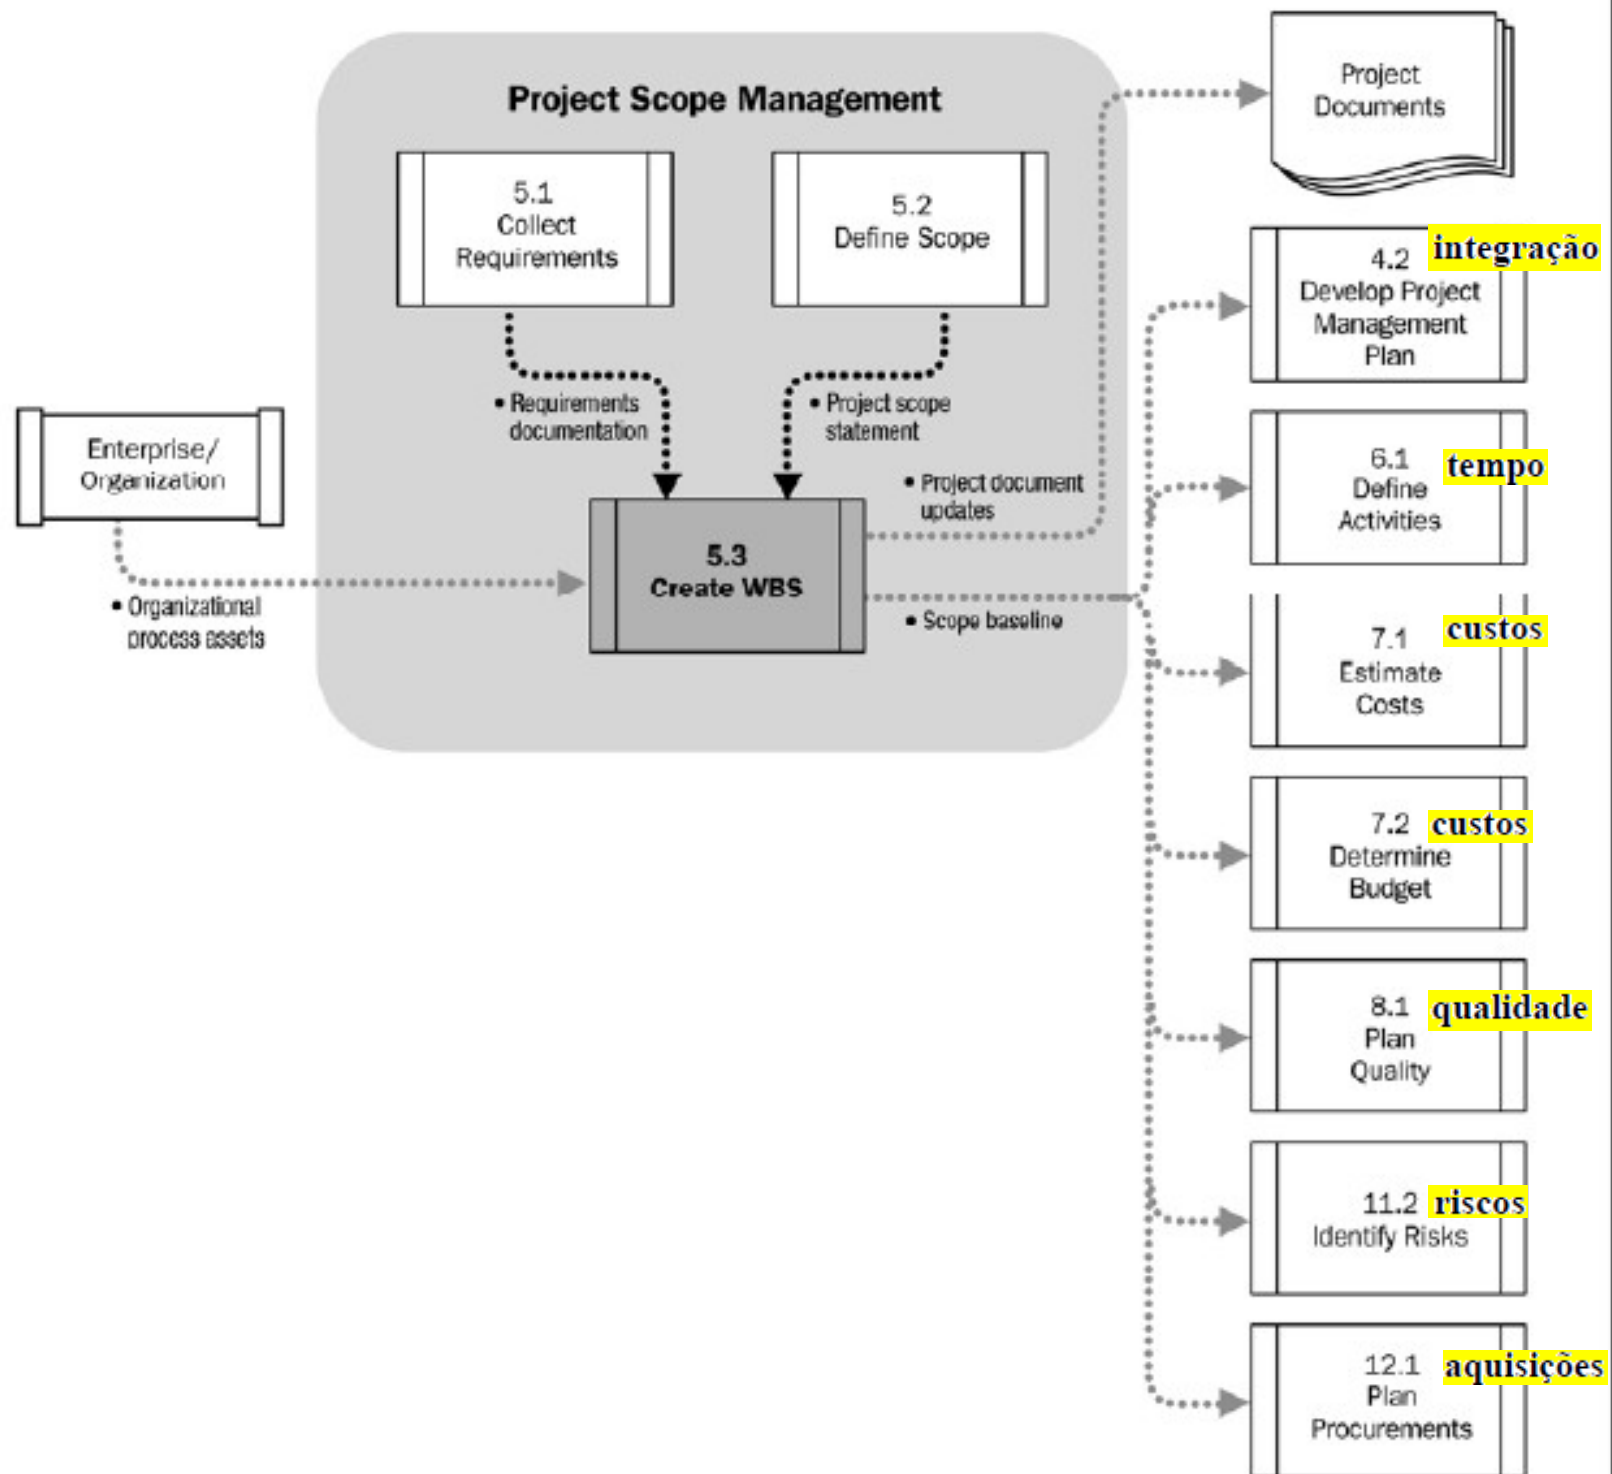 Project Scope Management
5.1
Collect
Requirements
5.2
Define Scope
• Requirements
documentation
• Project scope
statement
Enterprise/
Organization
• Organizational
process assets
5.3
Create WBS
• Project document
updates
• Scope baseline
Project
Documents
4.2 integração
Develop Project
Management
Plan
6.1 tempo
Define
Activities
7.1 custos
Estimate
Costs
7.2 custos
Determine
Budget
8.1 qualidade
Plan
Quality
11.2 riscos
Identify Risks
12.1 aquisições
Plan
Procurements